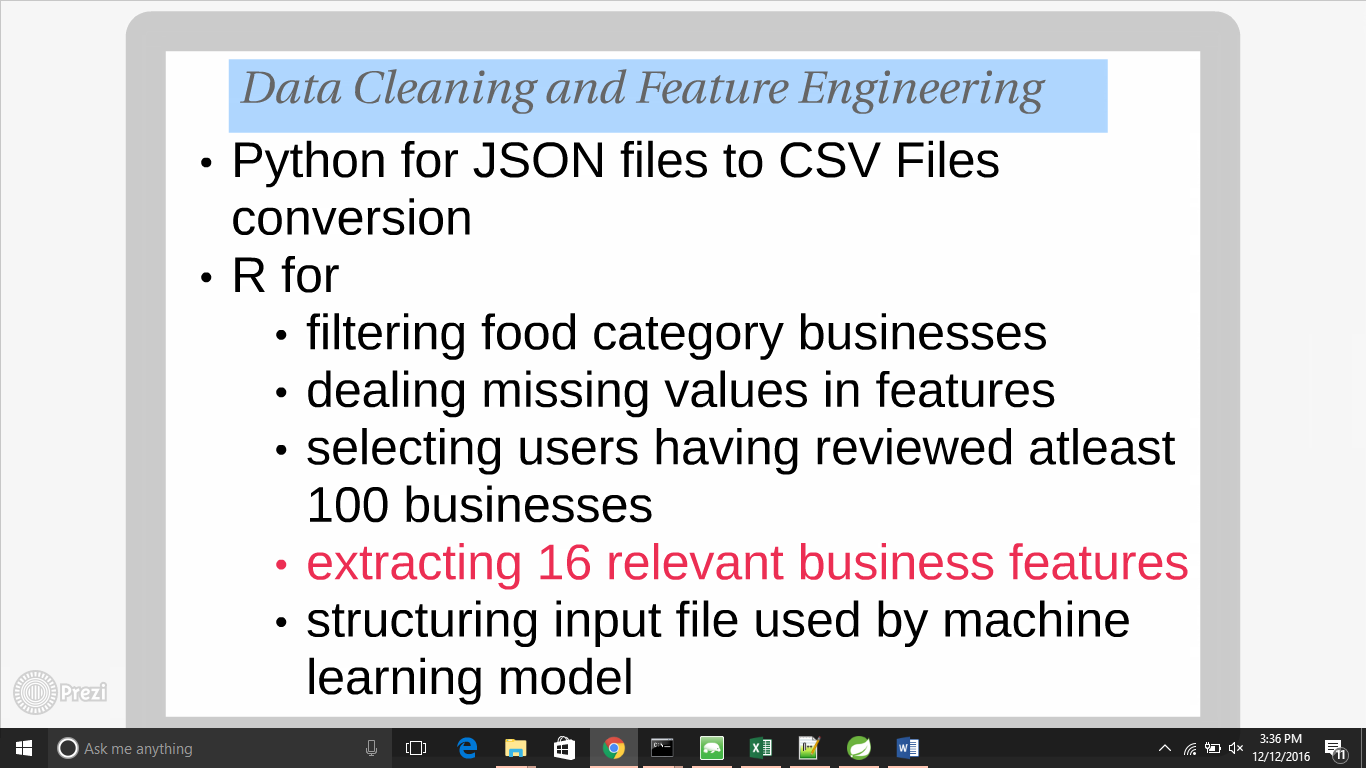 Data Cleaning and Feature Engineering
• Python for JSON files to CSV Files
conversion
• R for
• filtering food category businesses
• dealing missing values in features
• selecting users having reviewed atleast
100 businesses
• extracting 16 relevant business features
• structuring input file used by machine
learning model
Prezi
Ask me anything
3:36 PM
12/12/2016
11